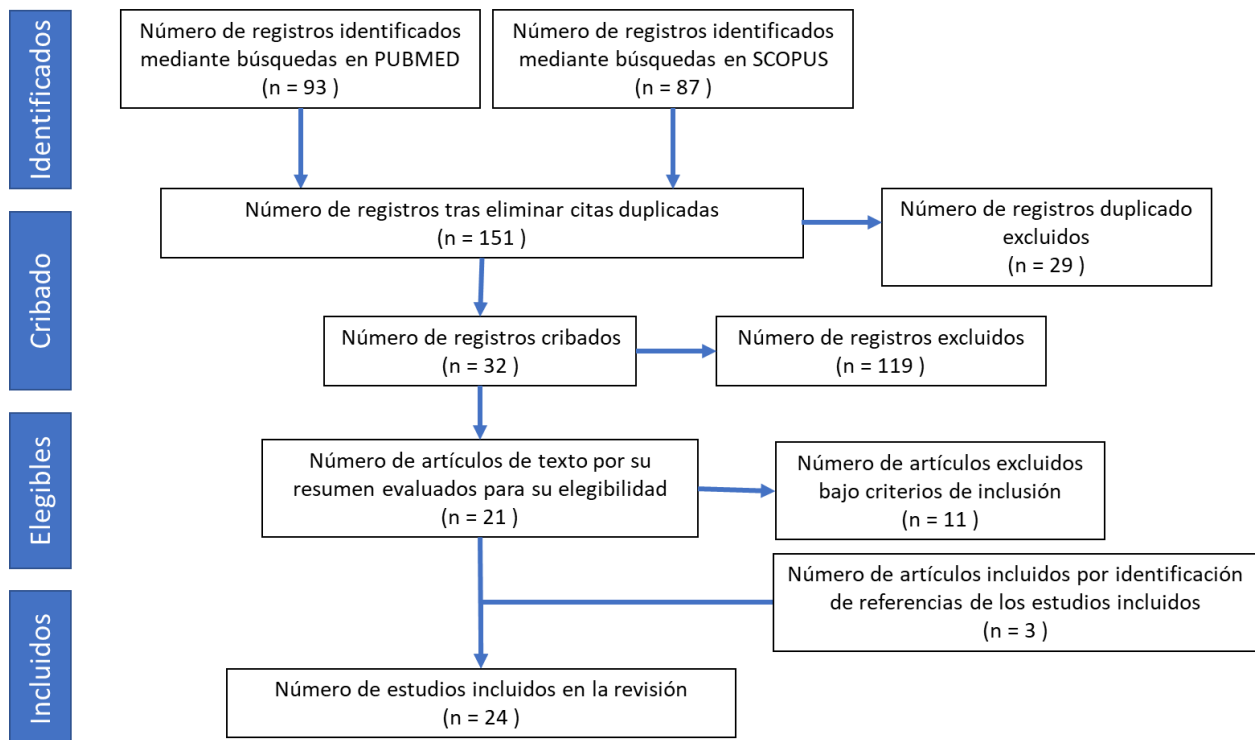 Identificados
Número de registros identificados
mediante búsquedas en PUBMED
(n = 93 )
Número de registros identificados
mediante búsquedas en SCOPUS
(n = 87 )
Número de registros tras eliminar citas duplicadas
(n = 151 )
Número de registros duplicado
excluidos
(n = 29 )
Cribado
Número de registros cribados
(n = 32 )
Número de registros excluidos
(n = 119 )
Elegibles
Número de artículos de texto por su
resumen evaluados para su elegibilidad
(n = 21 )
Número de artículos excluidos
bajo criterios de inclusión
(n = 11 )
Número de artículos incluidos por identificación
de referencias de los estudios incluidos
(n = 3 )
Incluidos
Número de estudios incluidos en la revisión
(n = 24 )